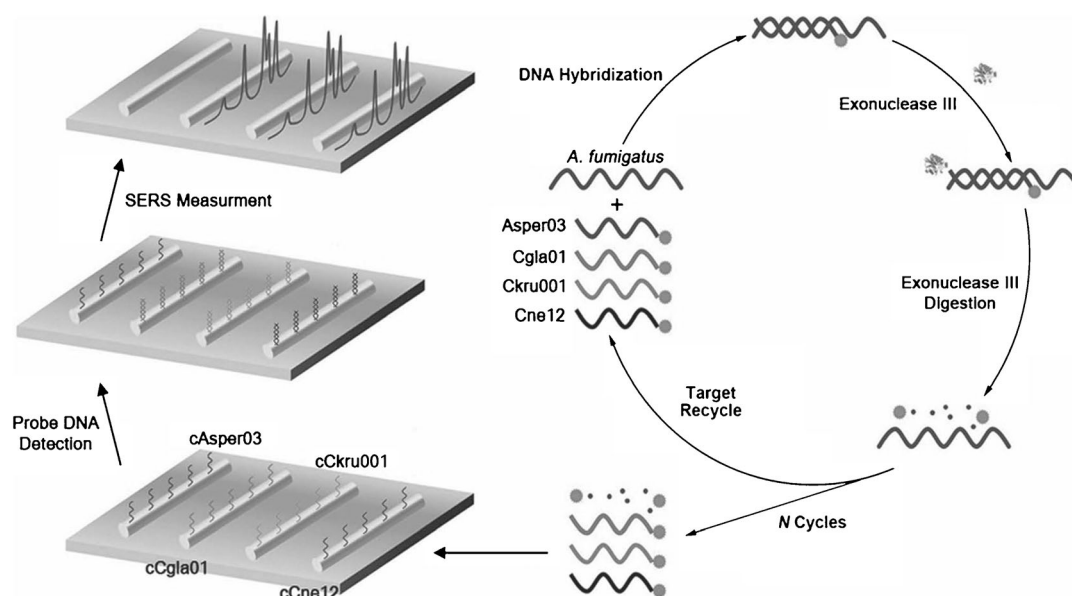 DNA Hybridization
Exonuclease III
A. fumigatus
+
Asper03
Cgla01
Ckru001
Cne12
Exonuclease III
Digestion
Target
Recycle
N Cycles
SERS Measurment
Probe DNA
Detection
cAsper03
cCkru001
cCgla01
cCne12